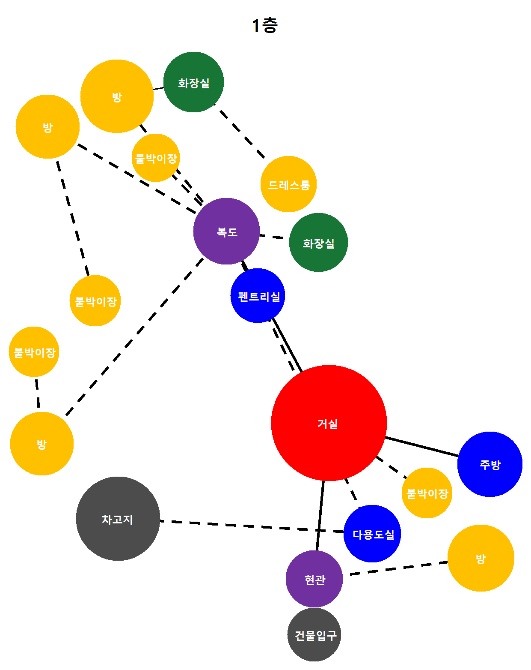 1층
화장실
방
방
붙박이장
드레스룸
복도
화장실
펜트리실
붙박이장
붙박이장
거실
방
주방
붙박이장
차고지
다용도실
방
현관
건물입구